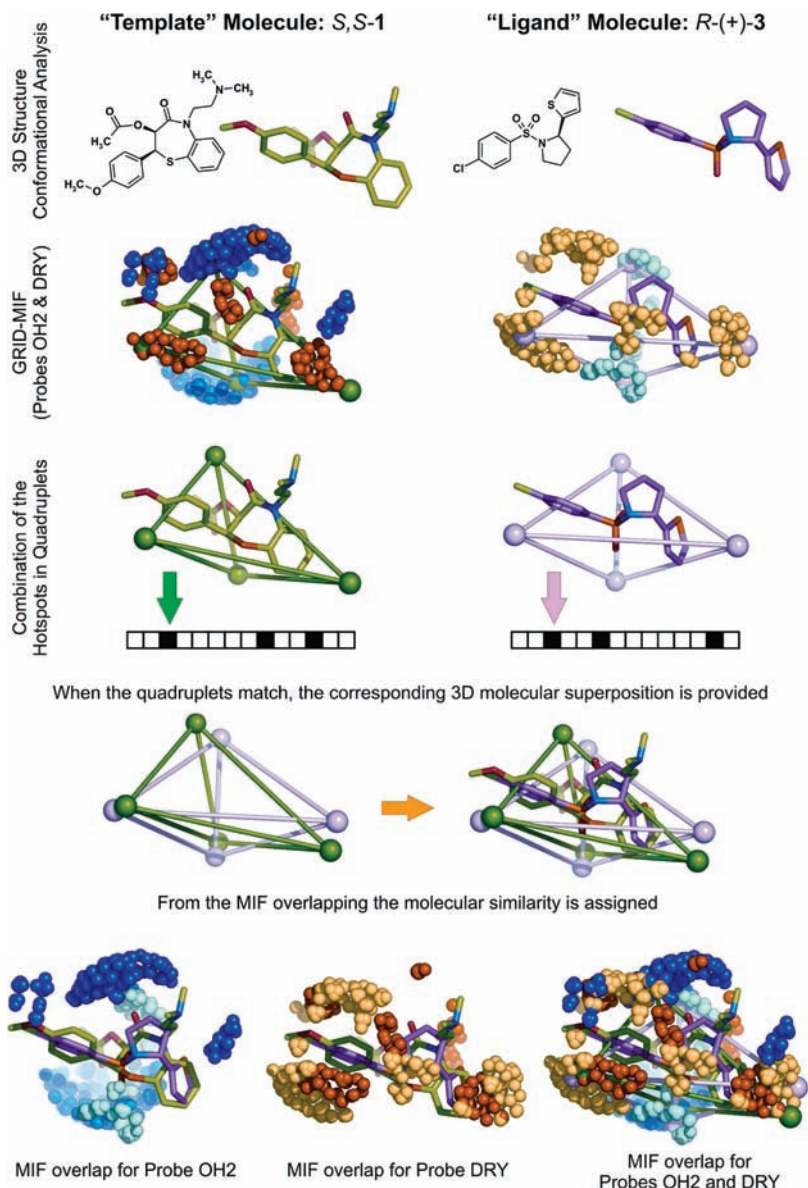 “Template” Molecule: S,S-1
“Ligand” Molecule: R-(+)-3
3D Structure
Conformational Analysis
CH3
H3C N
O
O
N
O
H3C
S
H3C O
S
O O
S
N
Cl
GRID-MIF
(Probes OH2 & DRY)
Combination of the
Hotspots in Quadruplets
When the quadruplets match, the corresponding 3D molecular superposition is provided
From the MIF overlapping the molecular similarity is assigned
MIF overlap for Probe OH2
MIF overlap for Probe DRY
MIF overlap for
Probes OH2 and DRY